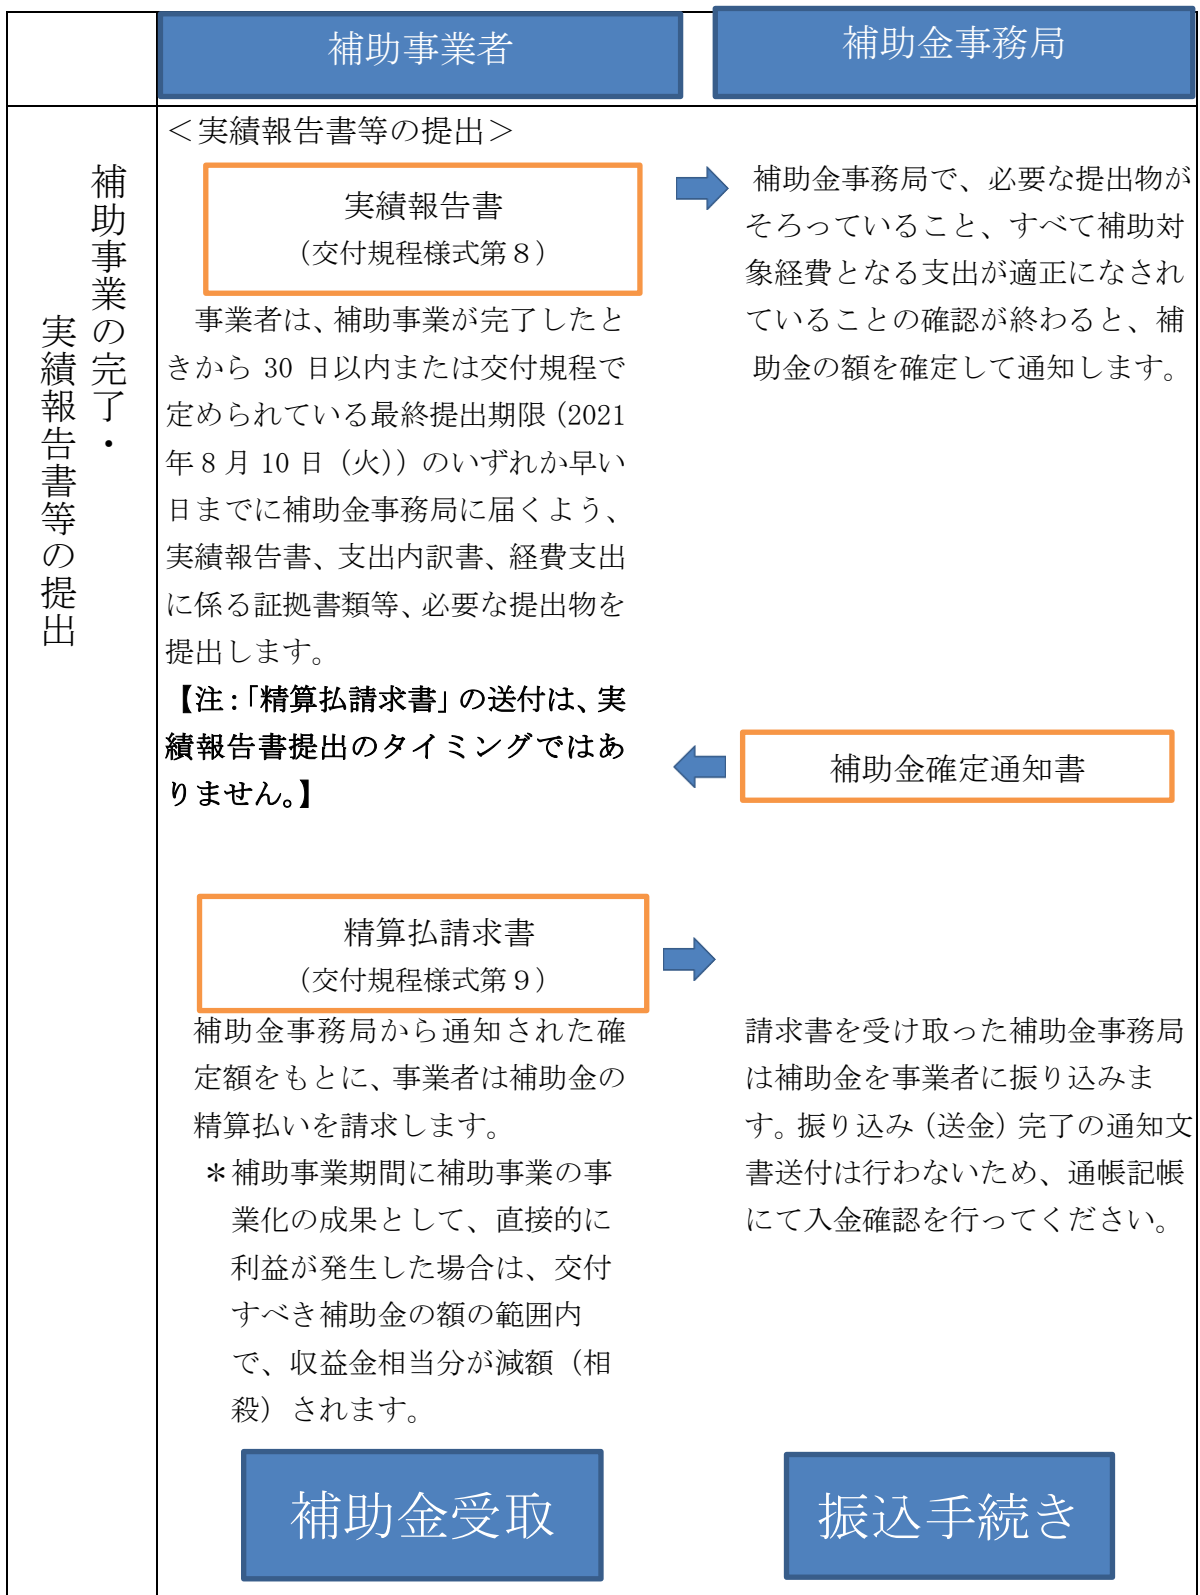 補助事業者
補助金事務局
補助事業の完了・
実績報告書等の提出
＜実績報告書等の提出＞
実績報告書
（交付規程様式第８）
事業者は、補助事業が完了したと
きから 30 日以内または交付規程で
定められている最終提出期限（2021
年８月 10 日（火））のいずれか早い
日までに補助金事務局に届くよう、
実績報告書、支出内訳書、経費支出
に係る証拠書類等、必要な提出物を
提出します。
【注：「精算払請求書」の送付は、実
績報告書提出のタイミングではあ
りません。】
補助金事務局で、必要な提出物が
そろっていること、すべて補助対
象経費となる支出が適正になされ
ていることの確認が終わると、補
助金の額を確定して通知します。
補助金確定通知書
精算払請求書
（交付規程様式第９）
補助金事務局から通知された確
定額をもとに、事業者は補助金の
精算払いを請求します。
＊補助事業期間に補助事業の事
業化の成果として、直接的に
利益が発生した場合は、交付
すべき補助金の額の範囲内
で、収益金相当分が減額（相
殺）されます。
請求書を受け取った補助金事務局
は補助金を事業者に振り込みま
す。振り込み（送金）完了の通知文
書送付は行わないため、通帳記帳
にて入金確認を行ってください。
補助金受取
振込手続き